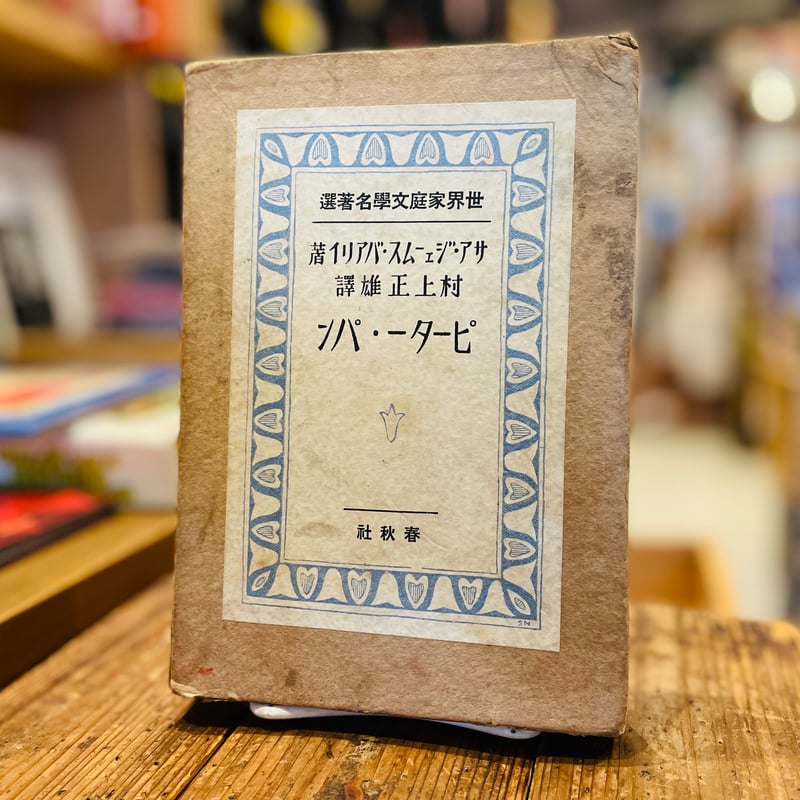 世界家庭文學名著選
サア・ジェームス・バアリイ著
村上正雄譯
ピーター・パン
春秋社
SN